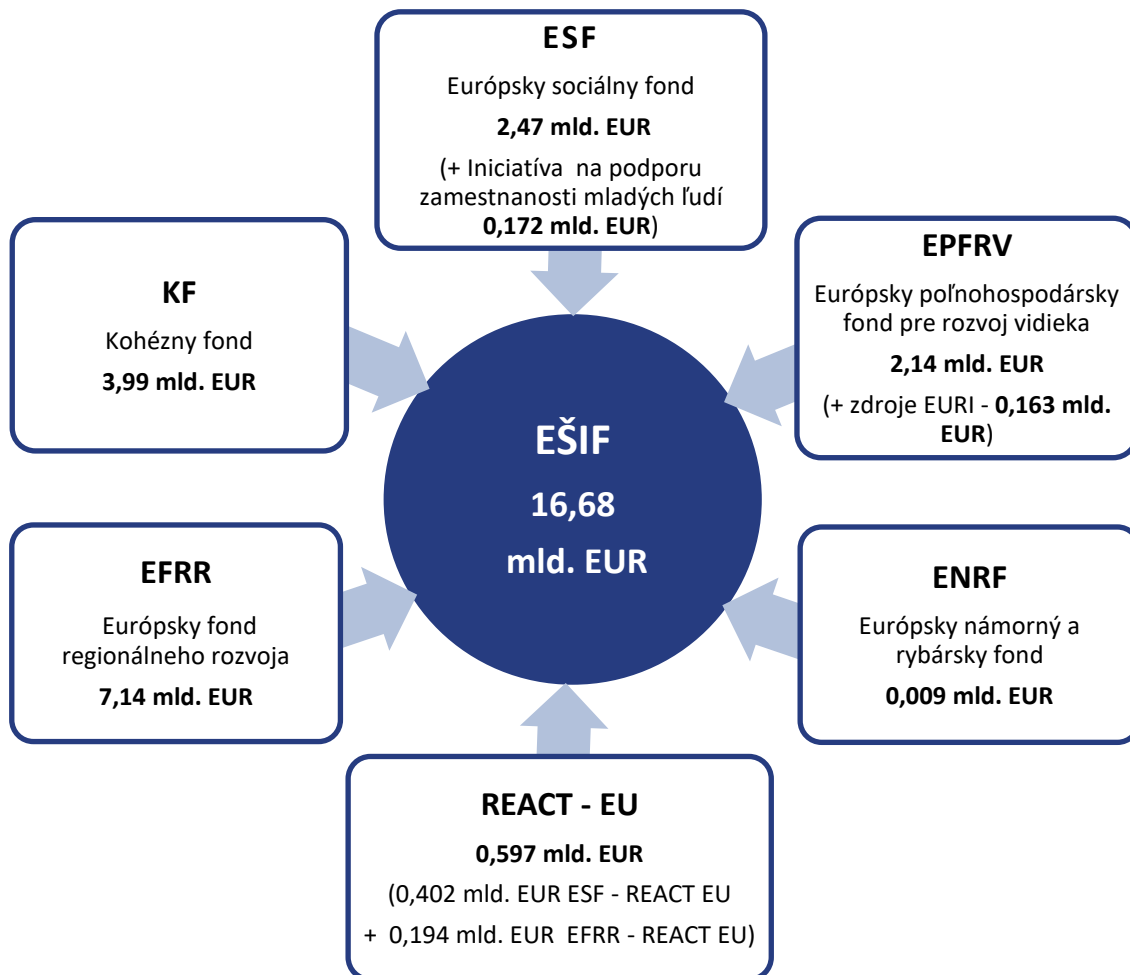 ESF
Európsky sociálny fond
2,47 mld. EUR
(+ Iniciatíva na podporu
zamestnanosti mladých ľudí
0,172 mld. EUR)
KF
Kohézny fond
3,99 mld. EUR
EPFRV
Európsky poľnohospodársky
fond pre rozvoj vidieka
2,14 mld. EUR
(+ zdroje EURI - 0,163 mld.
EUR)
EŠIF
16,68
mld. EUR
EFRR
Európsky fond
regionálneho rozvoja
7,14 mld. EUR
ENRF
Európsky námorný a
rybársky fond
0,009 mld. EUR
REACT - EU
0,597 mld. EUR
(0,402 mld. EUR ESF - REACT EU
+ 0,194 mld. EUR EFRR - REACT EU)